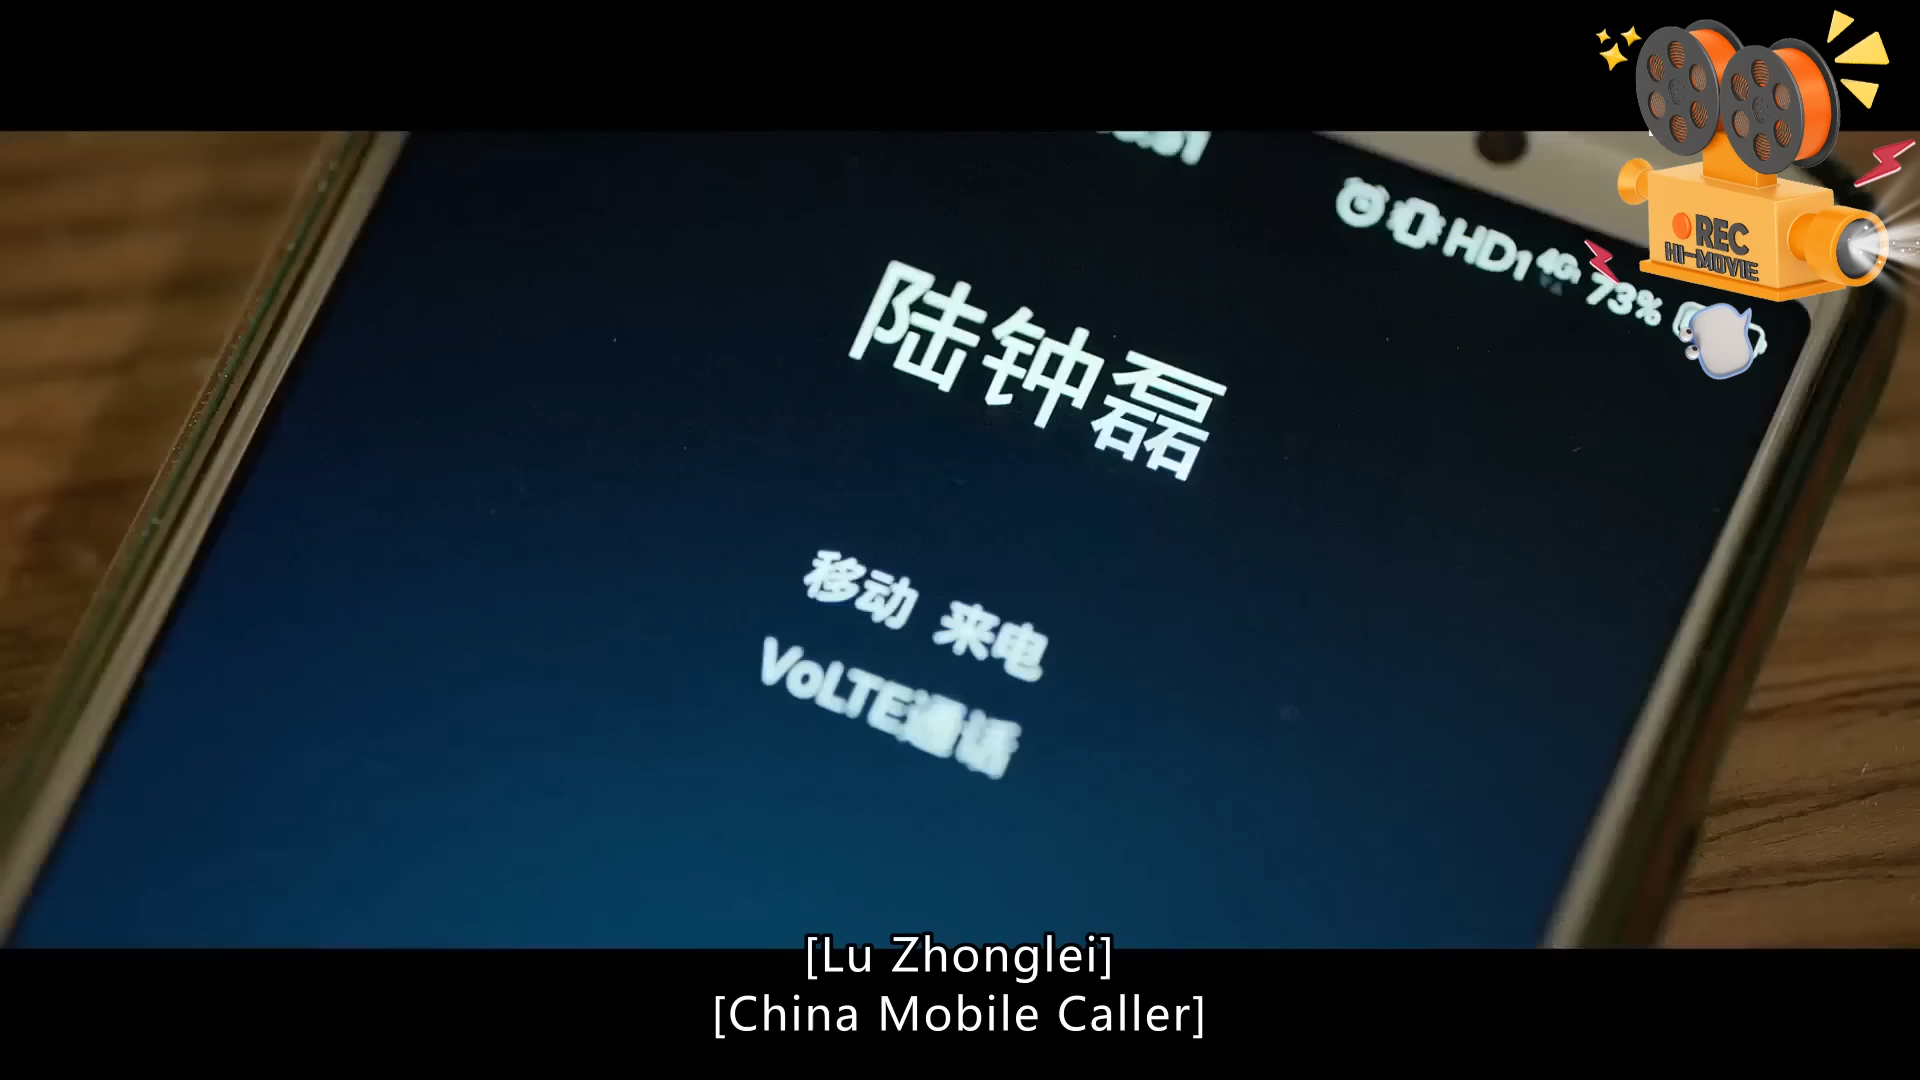 陆钟磊
HD1 4G 73%
移动 来电
VoLTE通话
REC
HI-MOVIE
[Lu Zhonglei]
[China Mobile Caller]